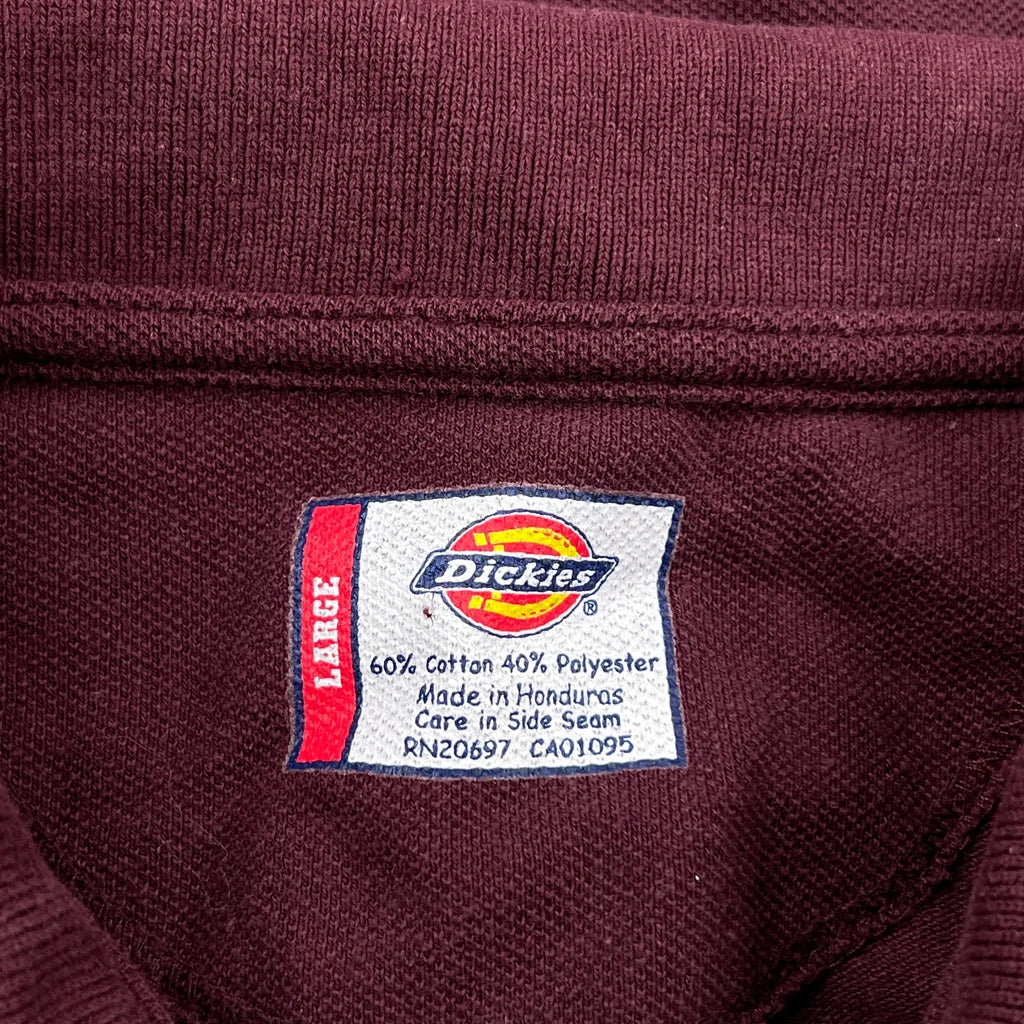 LARGE
Dickies
®
60% Cotton 40% Polyester
Made in Honduras
Care in Side Seam
RN20697 CA01095